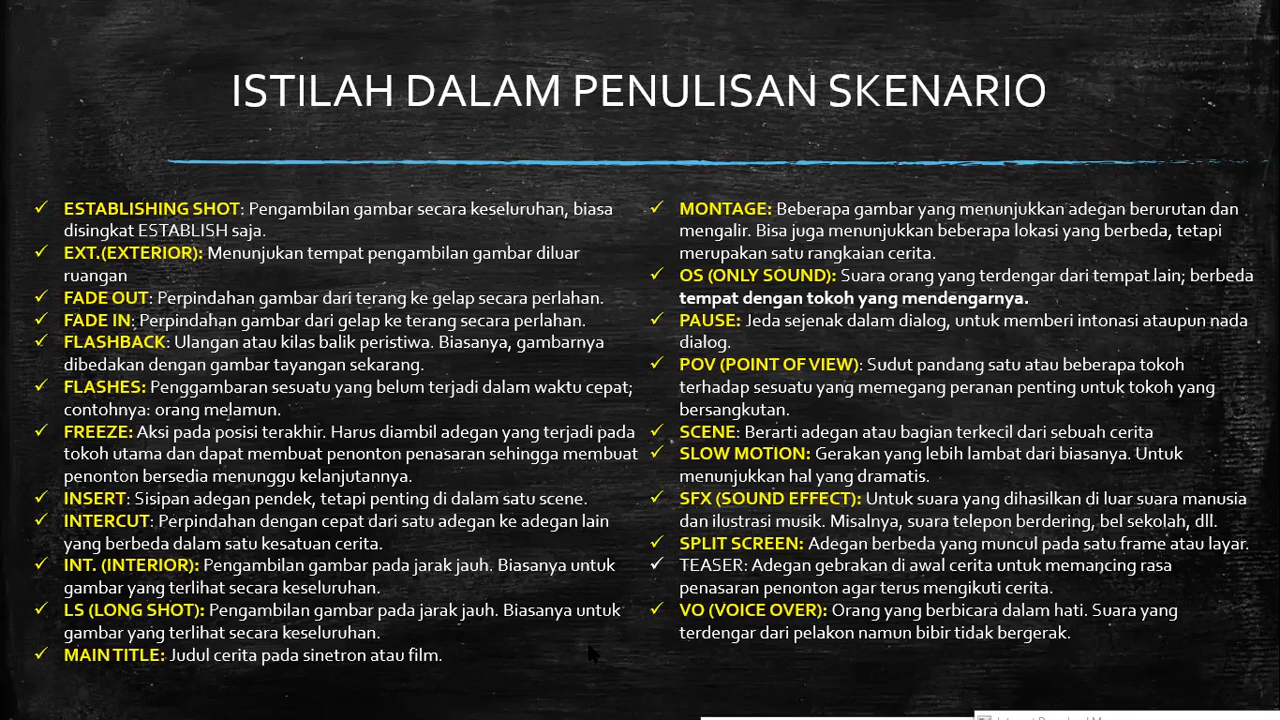 ISTILAH DALAM PENULISAN SKENARIO
ESTABLISHING SHOT: Pengambilan gambar secara keseluruhan, biasa
disingkat ESTABLISH saja.
EXT.(EXTERIOR): Menunjukan tempat pengambilan gambar diluar
ruangan
FADE OUT: Perpindahan gambar dari terang ke gelap secara perlahan.
FADE IN: Perpindahan gambar dari gelap ke terang secara perlahan.
FLASHBACK: Ulangan atau kilas balik peristiwa. Biasanya, gambarnya
dibedakan dengan gambar tayangan sekarang.
FLASHES: Penggambaran sesuatu yang belum terjadi dalam waktu cepat;
contohnya: orang melamun.
FREEZE: Aksi pada posisi terakhir. Harus diambil adegan yang terjadi pada
tokoh utama dan dapat membuat penonton penasaran sehingga membuat
penonton bersedia menunggu kelanjutannya.
INSERT: Sisipan adegan pendek, tetapi penting di dalam satu scene.
INTERCUT: Perpindahan dengan cepat dari satu adegan ke adegan lain
yang berbeda dalam satu kesatuan cerita.
INT. (INTERIOR): Pengambilan gambar pada jarak jauh. Biasanya untuk
gambar yang terlihat secara keseluruhan.
LS (LONG SHOT): Pengambilan gambar pada jarak jauh. Biasanya untuk
gambar yang terlihat secara keseluruhan.
MAIN TITLE: Judul cerita pada sinetron atau film.
MONTAGE: Beberapa gambar yang menunjukkan adegan berurutan dan
mengalir. Bisa juga menunjukkan beberapa lokasi yang berbeda, tetapi
merupakan satu rangkaian cerita.
OS (ONLY SOUND): Suara orang yang terdengar dari tempat lain; berbeda
tempat dengan tokoh yang mendengarnya.
PAUSE: Jeda sejenak dalam dialog, untuk memberi intonasi ataupun nada
dialog.
POV (POINT OF VIEW): Sudut pandang satu atau beberapa tokoh
terhadap sesuatu yang memegang peranan penting untuk tokoh yang
bersangkutan.
SCENE: Berarti adegan atau bagian terkecil dari sebuah cerita
SLOW MOTION: Gerakan yang lebih lambat dari biasanya. Untuk
menunjukkan hal yang dramatis.
SFX (SOUND EFFECT): Untuk suara yang dihasilkan di luar suara manusia
dan ilustrasi musik. Misalnya, suara telepon berdering, bel sekolah, dll.
SPLIT SCREEN: Adegan berbeda yang muncul pada satu frame atau layar.
TEASER: Adegan gebrakan di awal cerita untuk memancing rasa
penasaran penonton agar terus mengikuti cerita.
VO (VOICE OVER): Orang yang berbicara dalam hati. Suara yang
terdengar dari pelakon namun bibir tidak bergerak.